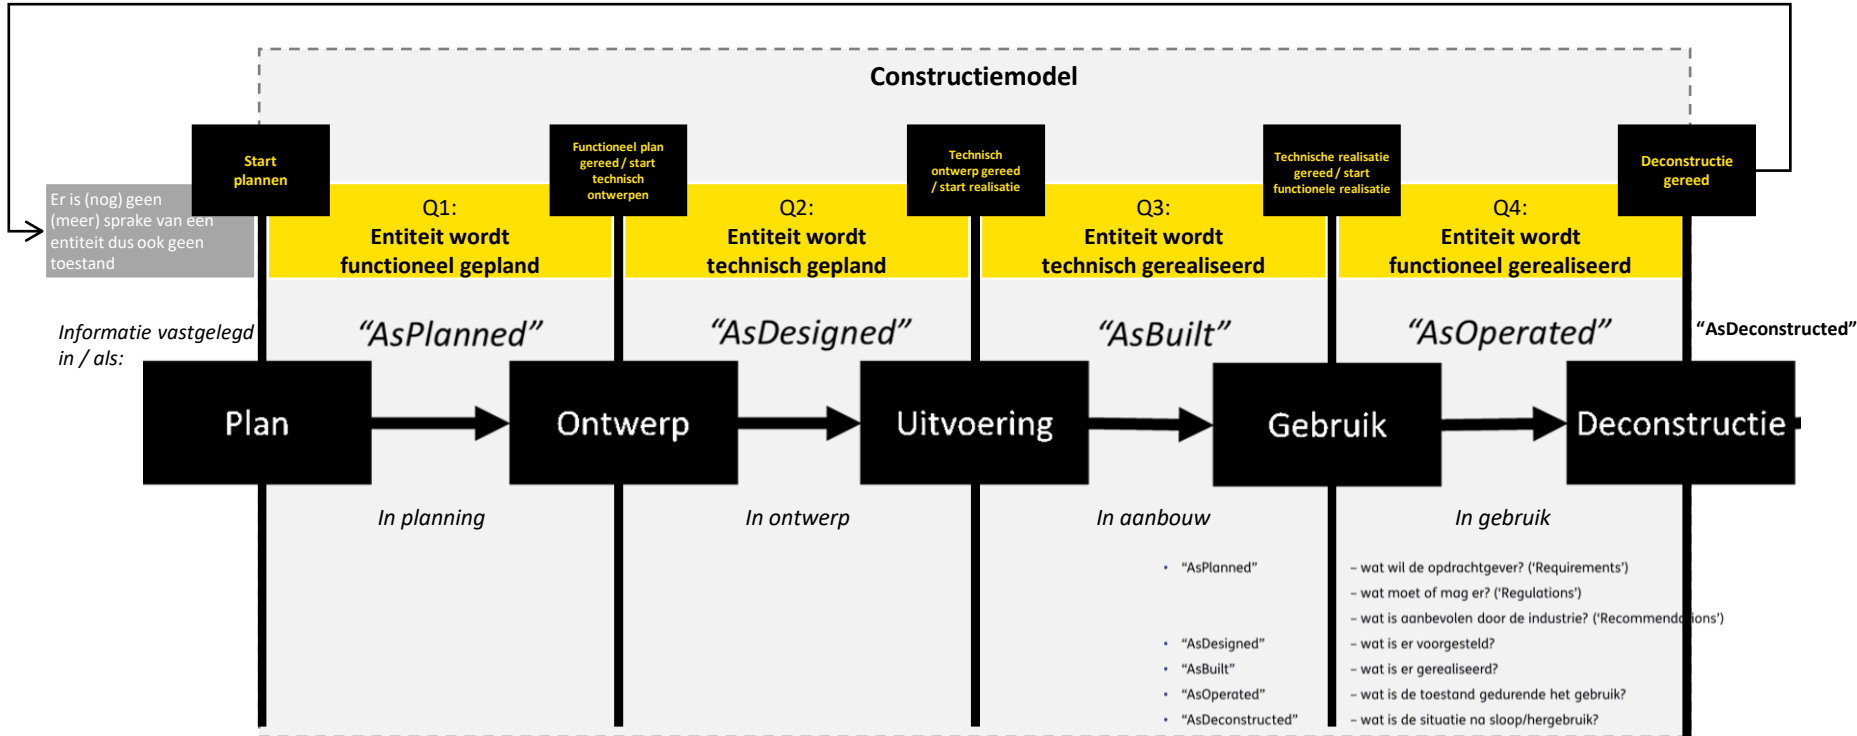 Constructiemodel
Start
plannen
Functioneel plan
gereed / start
technisch
ontwerpen
Technisch
ontwerp gereed
/ start realisatie
Technische realisatie
gereed / start
functionele realisatie
Deconstructie
gereed
Er is (nog) geen
(meer) sprake van een
entiteit dus ook geen
toestand
Q1:
Entiteit wordt
functioneel gepland
Q2:
Entiteit wordt
technisch gepland
Q3:
Entiteit wordt
technisch gerealiseerd
Q4:
Entiteit wordt
functioneel gerealiseerd
Informatie vastgelegd
in / als:
“AsPlanned”
“AsDesigned”
“AsBuilt”
“AsOperated”
“AsDeconstructed”
Plan
Ontwerp
Uitvoering
Gebruik
Deconstructie
In planning
In ontwerp
In aanbouw
In gebruik
• “AsPlanned” – wat wil de opdrachtgever? (‘Requirements’)
– wat moet of mag er? (‘Regulations’)
– wat is aanbevolen door de industrie? (‘Recommendations’)
• “AsDesigned” – wat is er voorgesteld?
• “AsBuilt” – wat is er gerealiseerd?
• “AsOperated” – wat is de toestand gedurende het gebruik?
• “AsDeconstructed” – wat is de situatie na sloop/hergebruik?